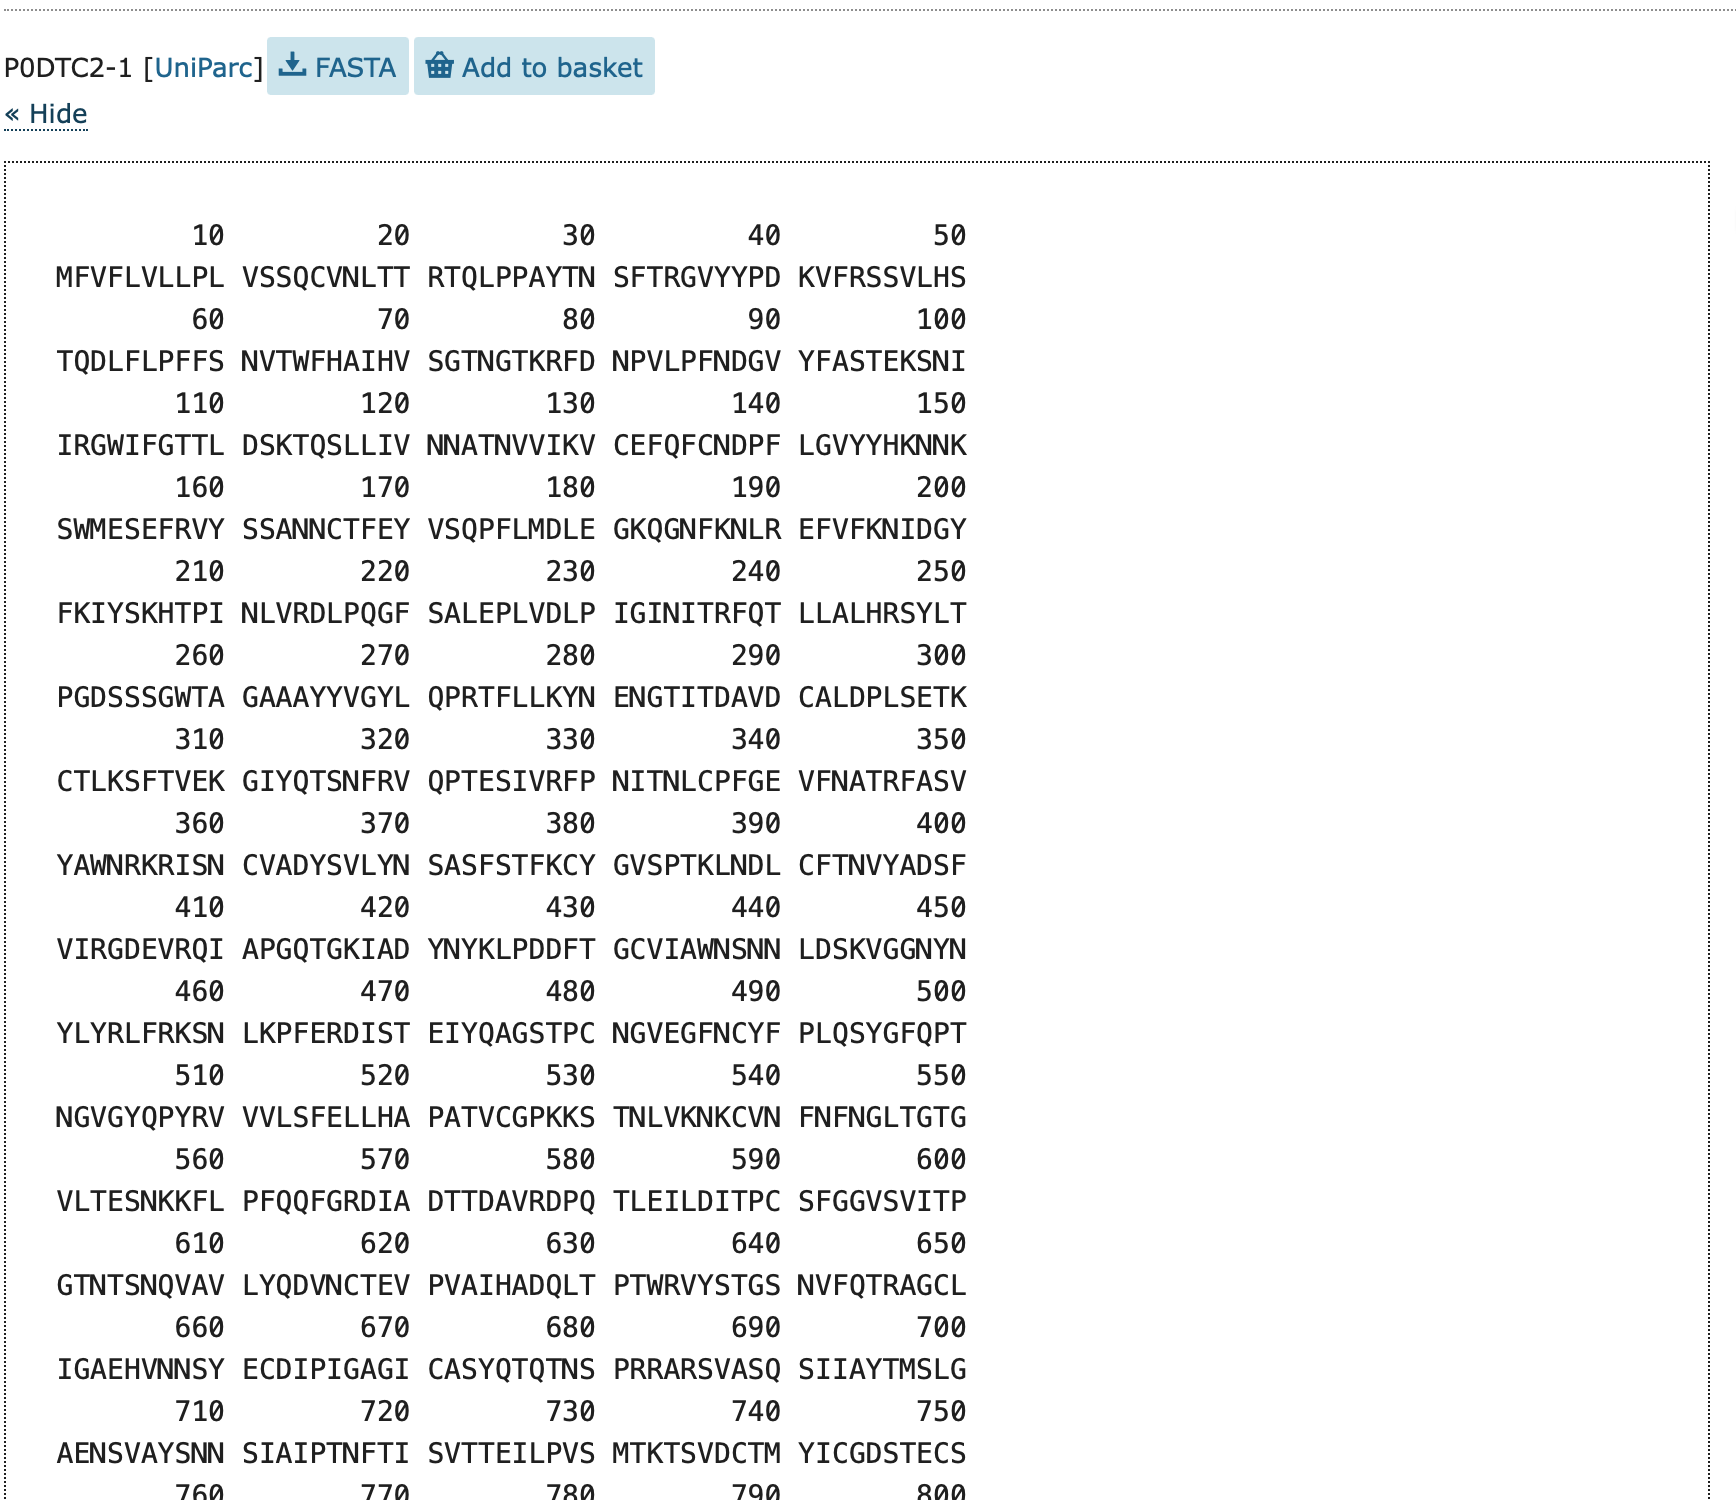 P0DTC2-1 [UniParc] FASTA Add to basket
« Hide
10 20 30 40 50
MFVFLVLLPL VSSQCVNLTT RTQLPPAYTN SFTRGVYYPD KVFRSSVLHS
60 70 80 90 100
TQDLFLPFFS NVTWFHAIHV SGTNGTKRFD NPVLPFNDGV YFASTEKSNI
110 120 130 140 150
IRGWIFGTTL DSKTQSLLIV NNATNVVIKV CEFQFCNDPF LGVYYHKNNK
160 170 180 190 200
SWMESEFRVY SSANNCTFEY VSQPFLMDLE GKQGNFKNLR EFVFKNIDGY
210 220 230 240 250
FKIYSKHTPI NLVRDLPQGF SALEPLVDLP IGINITRFQT LLALHRSYLT
260 270 280 290 300
PGDSSSGWTA GAAAYYVGYL QPRTFLLKYN ENGTITDAVD CALDPLSETK
310 320 330 340 350
CTLKSFTVEK GIYQTSNFRV QPTESIVRFP NITNLCPFGE VFNATRFASV
360 370 380 390 400
YAWNRKRISN CVADYSVLYN SASFSTFKCY GVSPTKLNDL CFTNVYADSF
410 420 430 440 450
VIRGDEVRQI APGQTGKIAD YNYKLPDDFT GCVIAWNSNN LDSKVGGNYN
460 470 480 490 500
YLYRLFRKSN LKPFERDIST EIYQAGSTPC NGVEGFNCYF PLQSYGFQPT
510 520 530 540 550
NGVGYQPYRV VVLSFELLHA PATVCGPKKS TNLVKNKCVN FNFNGLTGTG
560 570 580 590 600
VLTESNKKFL PFQQFGRDIA DTTDAVRDPQ TLEILDITPC SFGGVSVITP
610 620 630 640 650
GTNTSNQVAV LYQDVNCTEV PVAIHADQLT PTWRVYSTGS NVFQTRAGCL
660 670 680 690 700
IGAEHVNNSY ECDIPIGAGI CASYQTQTNS PRRARSVASQ SIIAYTMSLG
710 720 730 740 750
AENSVAYSNN SIAIPTNFTI SVTTEILPVS MTKTSVDCTM YICGDSTECS
760 770 780 790 800